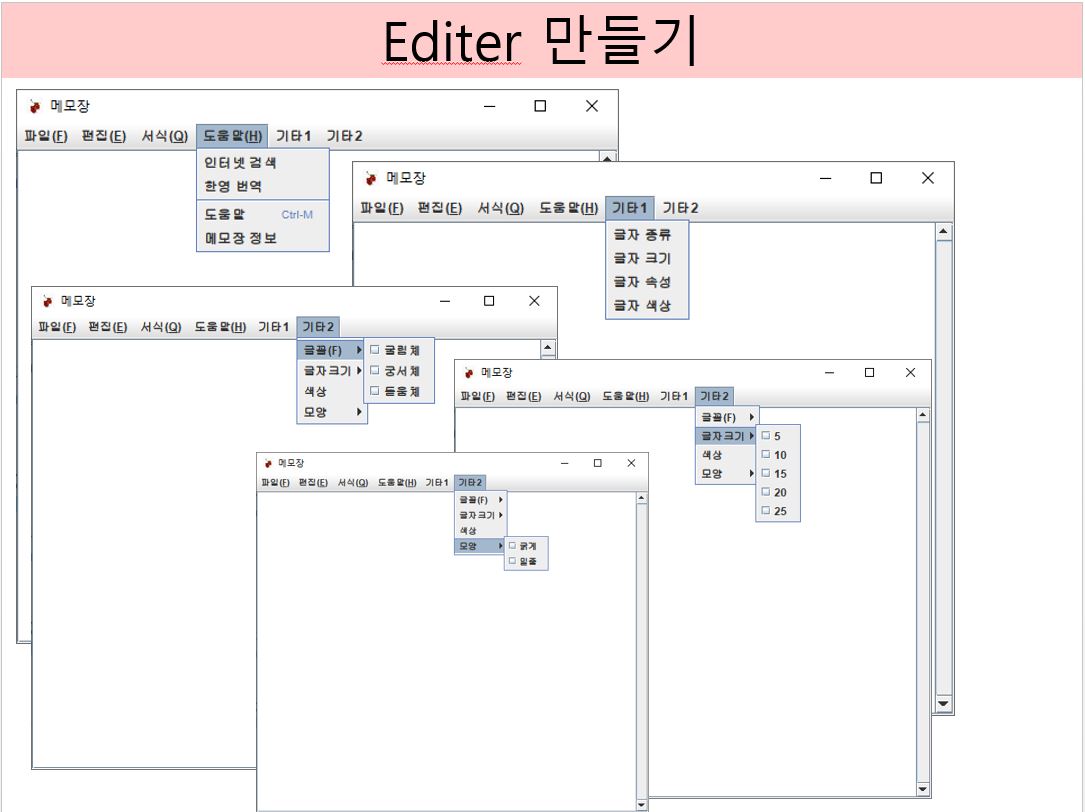 Editer 만들기
메모장
파일(F) 편집(E) 서식(Q) 도움말(H) 기타1 기타2
인터넷 검색
한영 번역
도움말 Ctrl-M
메모장 정보
메모장
파일(F) 편집(E) 서식(Q) 도움말(H) 기타1 기타2
글자 종류
글자 크기
글자 속성
글자 색상
메모장
파일(F) 편집(E) 서식(Q) 도움말(H) 기타1 기타2
글꼴(F)
글자크기
색상
모양
굴림체
궁서체
돋움체
메모장
파일(F) 편집(E) 서식(Q) 도움말(H) 기타1 기타2
글꼴(F)
글자크기
색상
모양
5
10
15
20
25
메모장
파일(F) 편집(E) 서식(Q) 도움말(H) 기타1 기타2
글꼴(F)
글자크기
색상
모양
굵게
밑줄